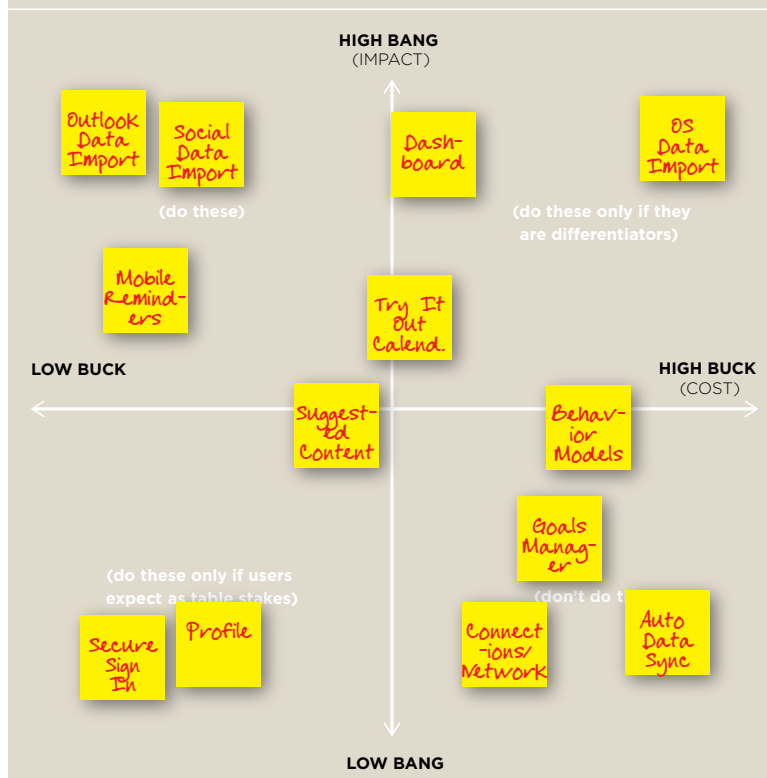 HIGH BANG
(IMPACT)
Outlook
Data
Import
Social
Data
Import
Dash-
board
OS
Data
Import
(do these)
(do these only if they
are differentiators)
Mobile
Remind-
ers
Try It
Out
Calend.
LOW BUCK
HIGH BUCK
(COST)
Suggest-
ed
Content
Behav-
ior
Models
Goals
Manag-
er
(do these only if users
expect as table stakes)
(don't do t
Secure
Sign
In
Profile
Connect
-ions/
Network
Auto
Data
Sync
LOW BANG